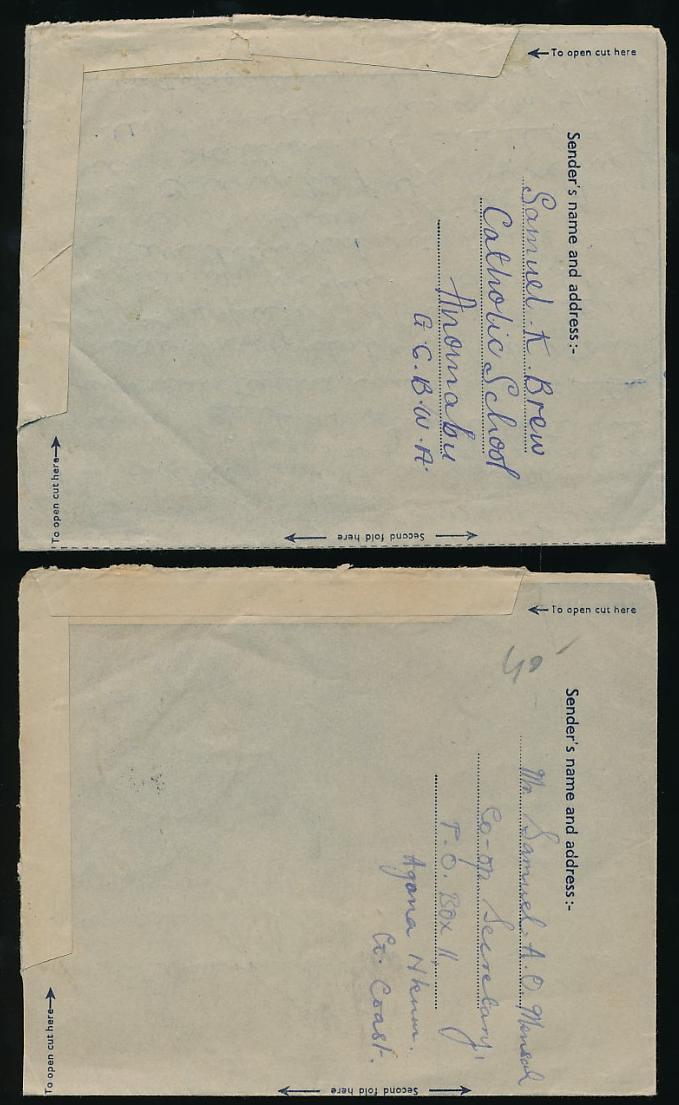 To open cut here
Sender's name and address:-
Samuel. K. Brew
Catholic School
Anomabu
G.C.B.W.A.
To open cut here
Second fold here
To open cut here
Sender's name and address:-
Mr Samuel. A. O. Mensah
Co-op Secretary,
P.O. Box 11
Agona Nkum.
G. Coast.
To open cut here
Second fold here